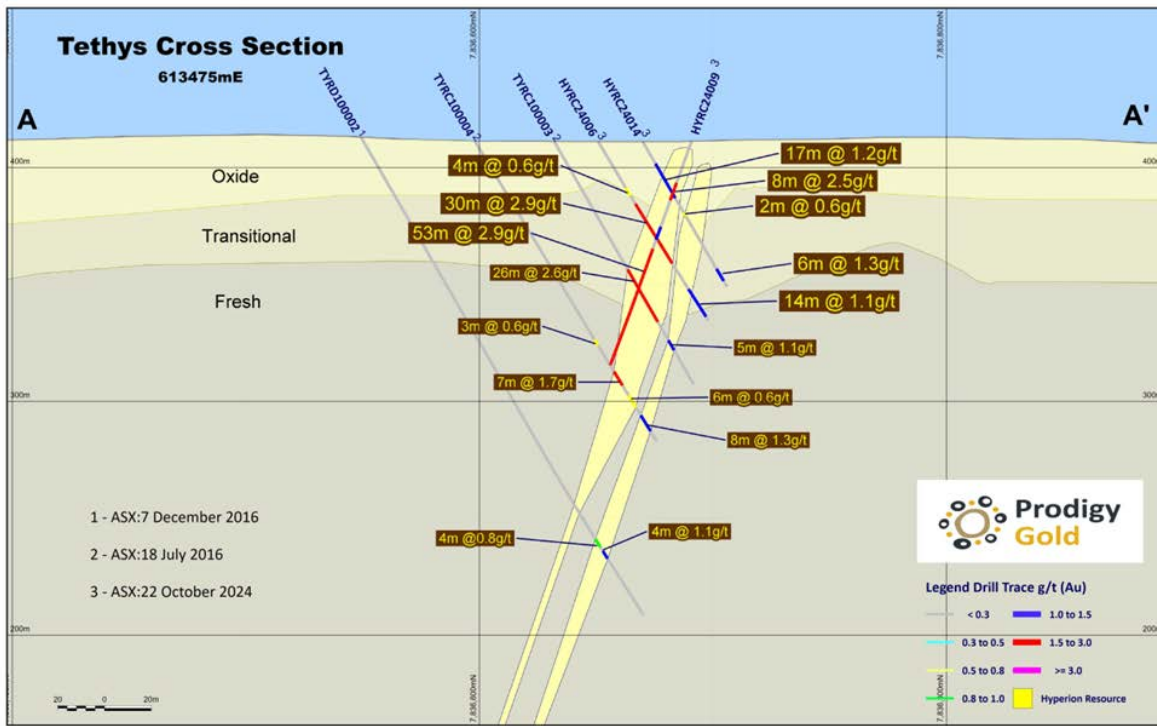 Tethys Cross Section
613475mE
7,836,600mN
7,836,800mN
A
A'
TYRD100002 1
TYRC100004 2
TYRC100003 2
HYRC24006 3
HYRC24014 3
HYRC24009 3
400m
400m
Oxide
Transitional
Fresh
4m @ 0.6g/t
30m @ 2.9g/t
53m @ 2.9g/t
26m @ 2.6g/t
3m @ 0.6g/t
7m @ 1.7g/t
17m @ 1.2g/t
8m @ 2.5g/t
2m @ 0.6g/t
6m @ 1.3g/t
14m @ 1.1g/t
5m @ 1.1g/t
300m
300m
6m @ 0.6g/t
8m @ 1.3g/t
4m @0.8g/t
4m @ 1.1g/t
1 - ASX:7 December 2016
2 - ASX:18 July 2016
3 - ASX:22 October 2024
Prodigy
Gold
Legend Drill Trace g/t (Au)
< 0.3
1.0 to 1.5
0.3 to 0.5
1.5 to 3.0
0.5 to 0.8
>= 3.0
0.8 to 1.0
Hyperion Resource
200m
200m
20 0 20m
7,836,600mN
7,836,800mN